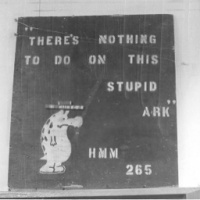 "THERE'S NOTHING
TO DO ON THIS
STUPID
ARK"
HMM
265